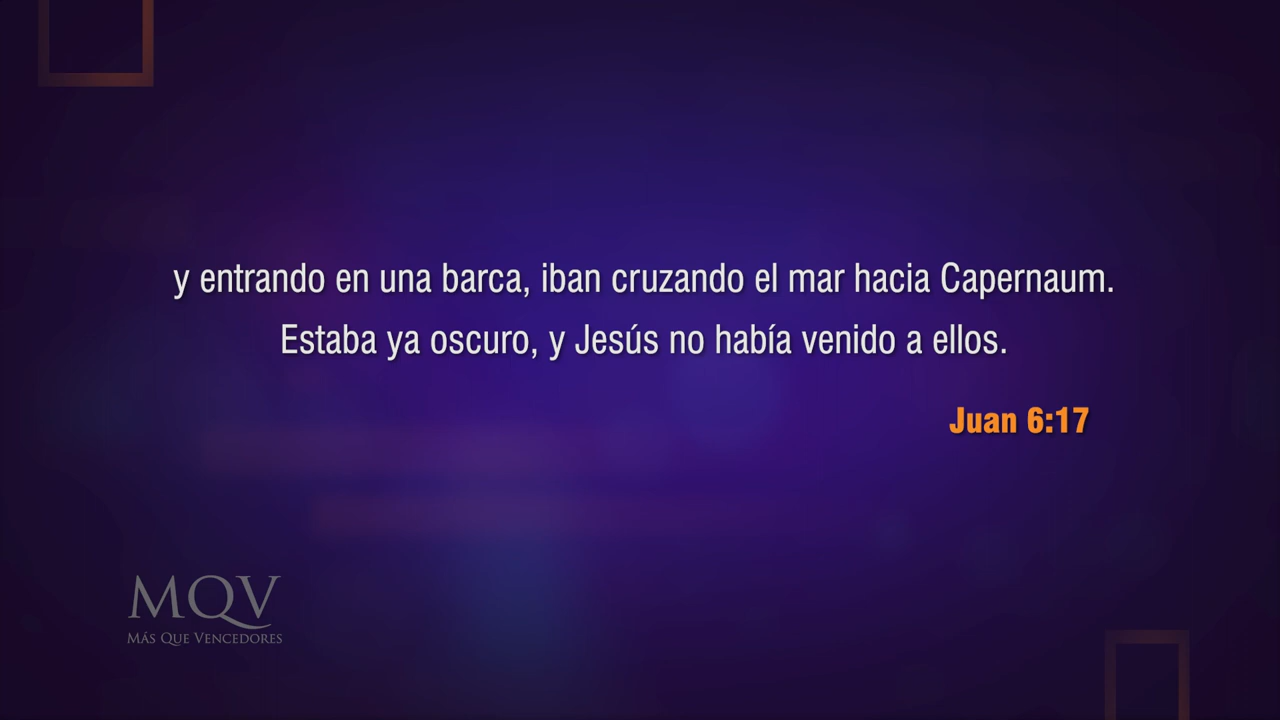 y entrando en una barca, iban cruzando el mar hacia Capernaum.
Estaba ya oscuro, y Jesús no había venido a ellos.
Juan 6:17
MQV
MÁS QUE VENCEDORES